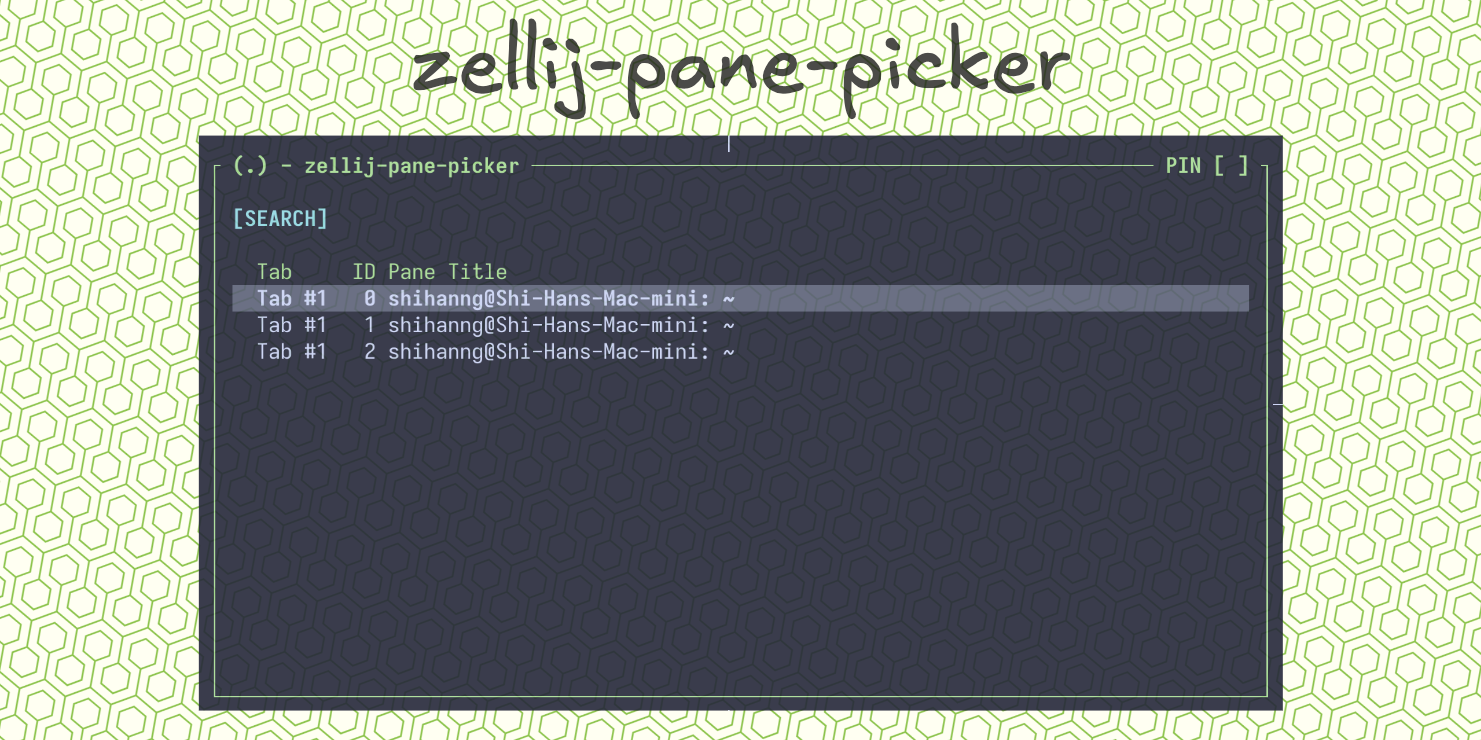 zellij-pane-picker
(.) - zellij-pane-picker PIN [ ]
[SEARCH]
Tab ID Pane Title
Tab #1 0 shihanng@Shi-Hans-Mac-mini: ~
Tab #1 1 shihanng@Shi-Hans-Mac-mini: ~
Tab #1 2 shihanng@Shi-Hans-Mac-mini: ~